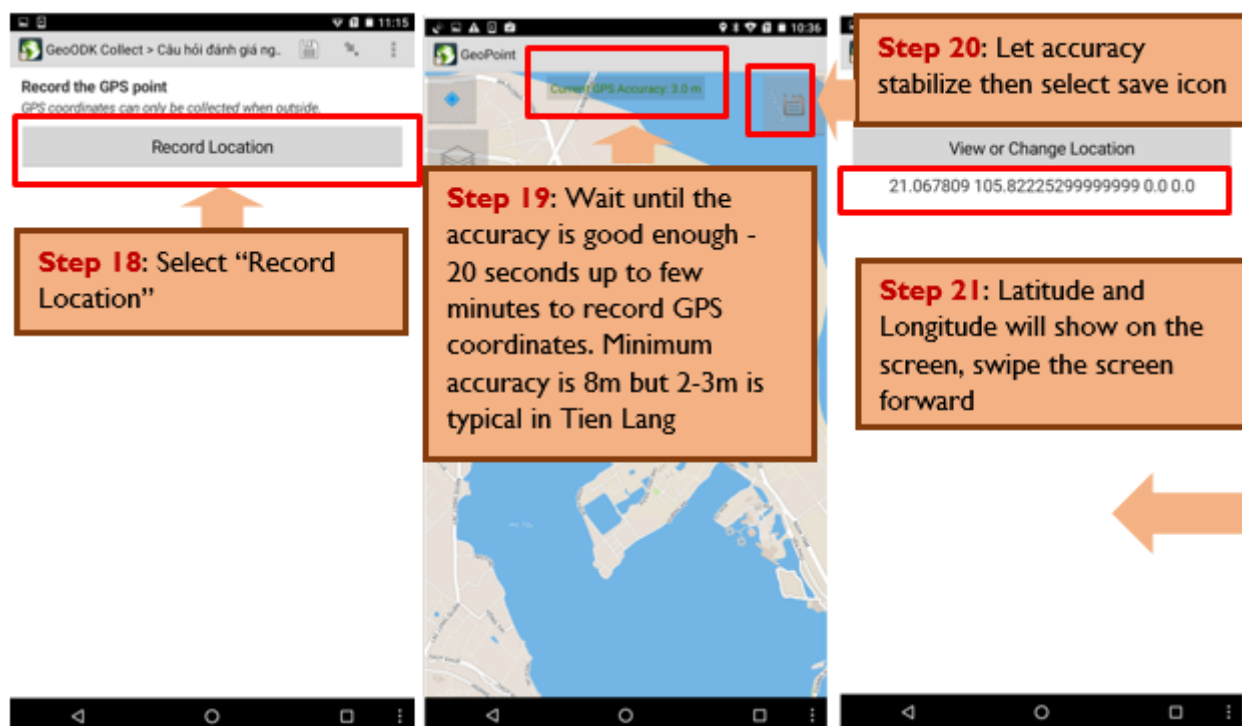 11:15
GeoODK Collect > Câu hỏi đánh giá ng..
Record the GPS point
GPS coordinates can only be collected when outside.
Record Location
Step 18: Select “Record
Location”
10:36
GeoPoint
Current GPS Accuracy: 3.0 m
Step 19: Wait until the
accuracy is good enough -
20 seconds up to few
minutes to record GPS
coordinates. Minimum
accuracy is 8m but 2-3m is
typical in Tien Lang
Step 20: Let accuracy
stabilize then select save icon
View or Change Location
21.067809 105.82225299999999 0.0 0.0
Step 21: Latitude and
Longitude will show on the
screen, swipe the screen
forward